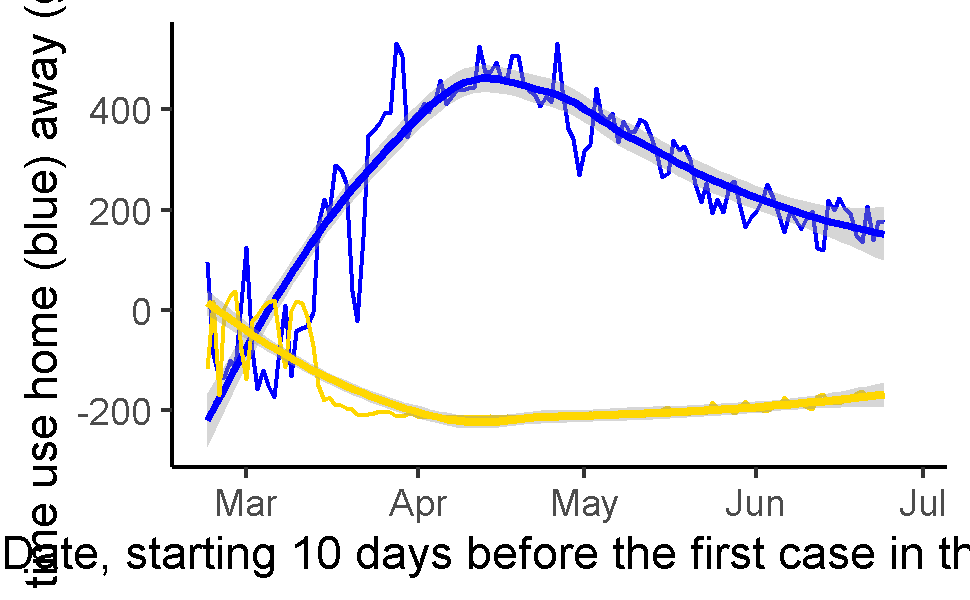 time use home (blue) away (
400
200
0
-200
Mar Apr May Jun Jul
Date, starting 10 days before the first case in th